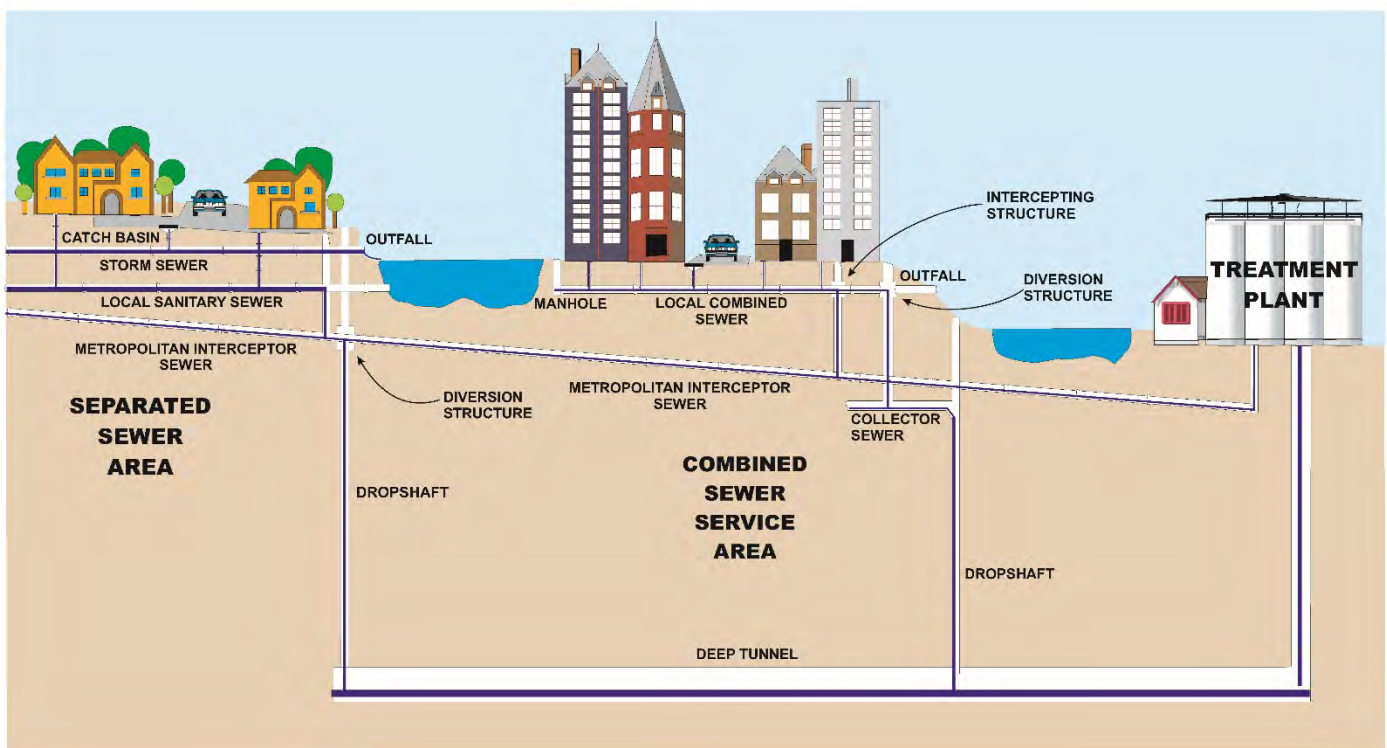 INTERCEPTING
STRUCTURE
CATCH BASIN
OUTFALL
STORM SEWER
TREATMENT
PLANT
OUTFALL
DIVERSION
STRUCTURE
LOCAL SANITARY SEWER
MANHOLE
LOCAL COMBINED
SEWER
METROPOLITAN INTERCEPTOR
SEWER
METROPOLITAN INTERCEPTOR
SEWER
DIVERSION
STRUCTURE
SEPARATED
SEWER
AREA
COLLECTOR
SEWER
COMBINED
SEWER
SERVICE
AREA
DROPSHAFT
DROPSHAFT
DEEP TUNNEL